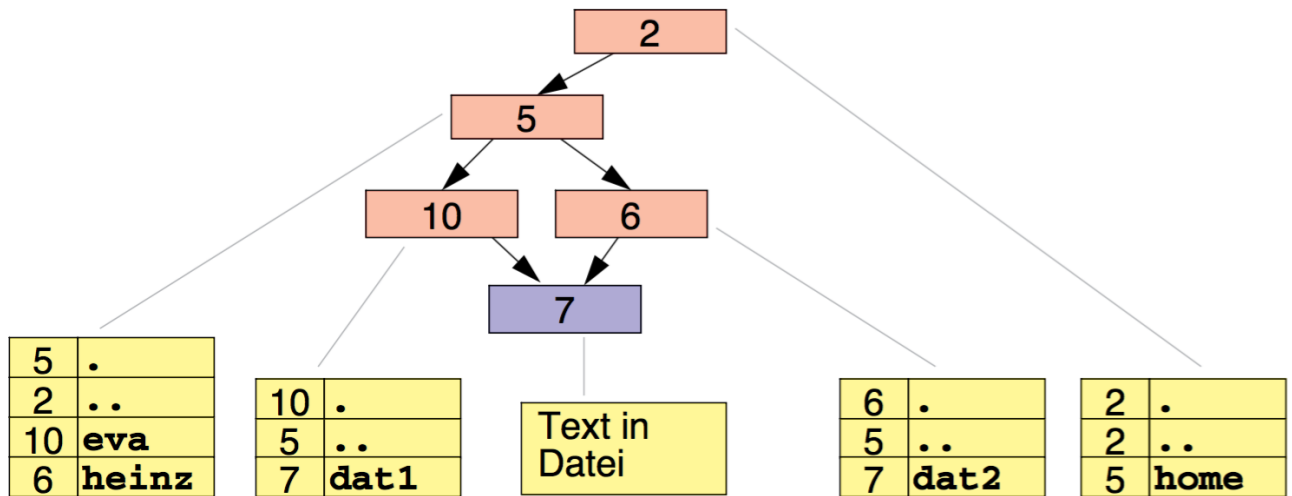 2
5
10 6
7
5 .
2 ..
10 eva
6 heinz
10 .
5 ..
7 dat1
Text in
Datei
6 .
5 ..
7 dat2
2 .
2 ..
5 home